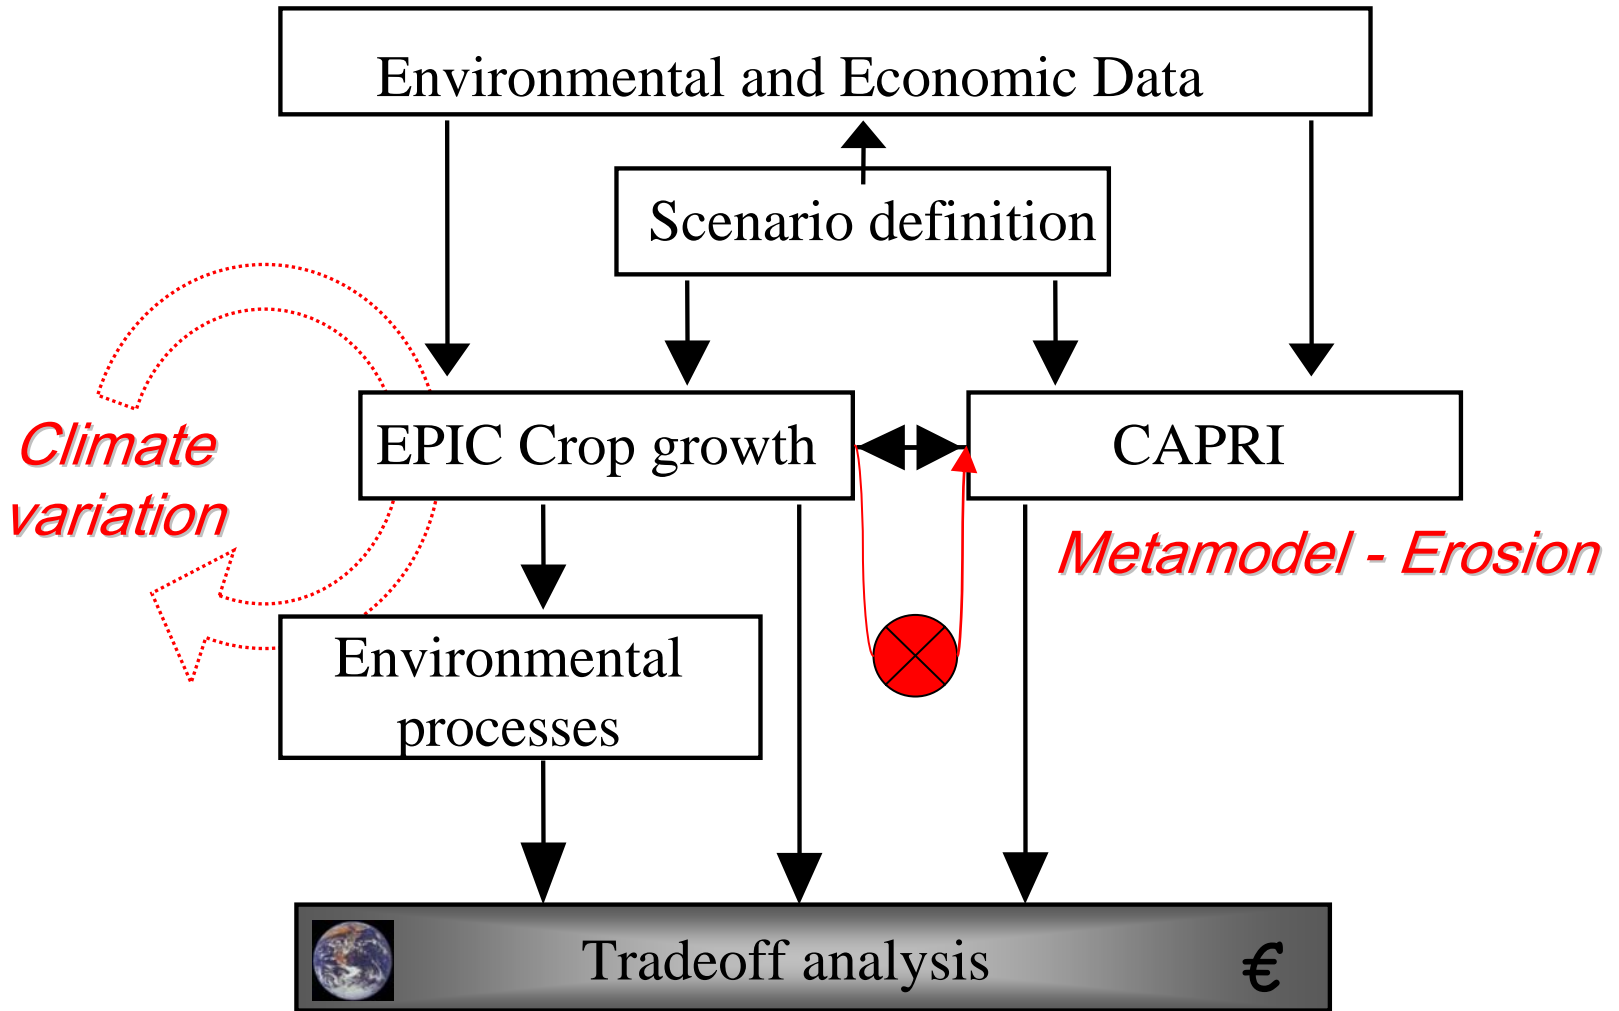 Environmental and Economic Data
Scenario definition
Climate
variation
EPIC Crop growth
CAPRI
Metamodel - Erosion
Environmental
processes
Tradeoff analysis
€